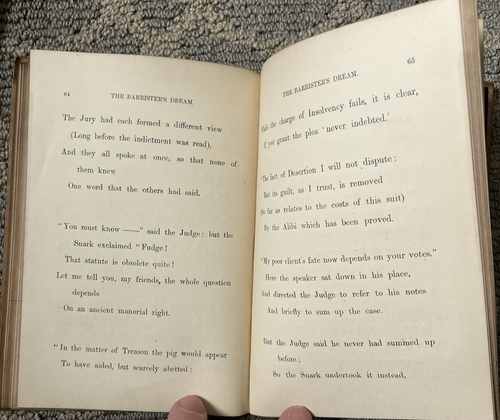 64
THE BARRISTER'S DREAM.
The Jury had each formed a different view
(Long before the indictment was read),
And they all spoke at once, so that none of
them knew
One word that the others had said.
"You must know ——" said the Judge: but the
Snark exclaimed "Fudge!
That statute is obsolete quite!
Let me tell you, my friends, the whole question
depends
On an ancient manorial right.
"In the matter of Treason the pig would appear
To have aided, but scarcely abetted:
THE BARRISTER'S DREAM.
65
While the charge of Insolvency fails, it is clear,
If you grant the plea 'never indebted.'
"The fact of Desertion I will not dispute:
But its guilt, as I trust, is removed
So far as relates to the costs of this suit)
By the Alibi which has been proved.
"My poor client's fate now depends on your votes."
Here the speaker sat down in his place,
And directed the Judge to refer to his notes
And briefly to sum up the case.
But the Judge said he never had summed up
before;
So the Snark undertook it instead,